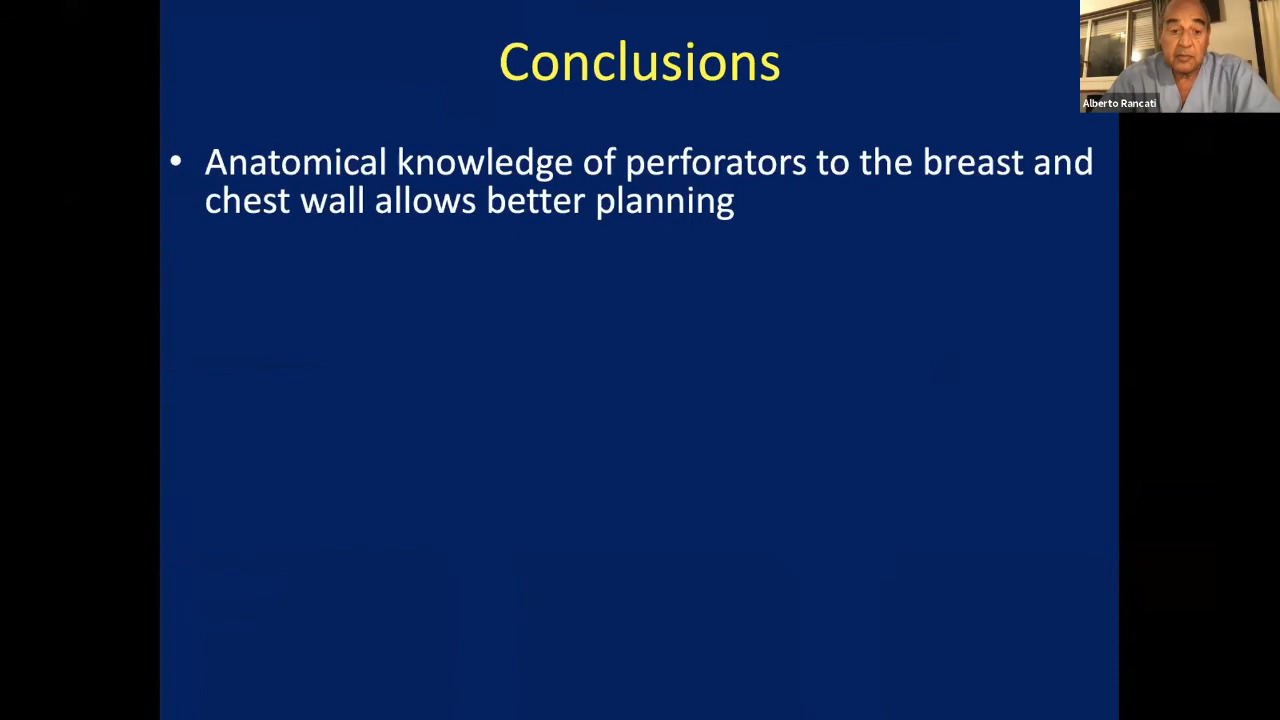 Conclusions
Alberto Rancati
• Anatomical knowledge of perforators to the breast and
chest wall allows better planning